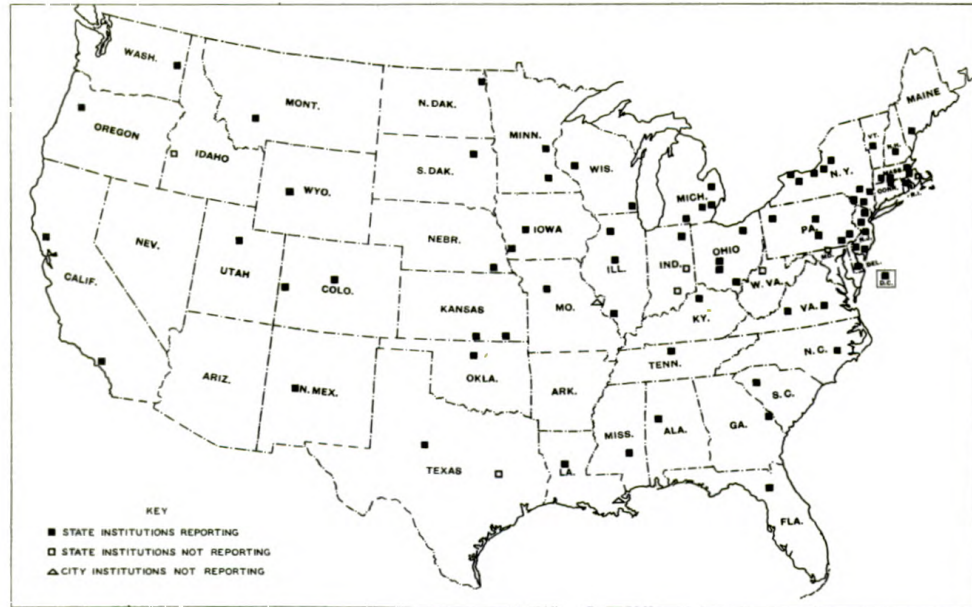 WASH.
MONT.
N. DAK.
MINN.
MAINE
OREGON
IDAHO
VT.
N.H.
S. DAK.
WIS.
N.Y.
MASS.
WYO.
MICH.
CONN.
R.I.
NEBR.
IOWA
PA.
N.J.
NEV.
OHIO
IND.
ILL.
UTAH
COLO.
W. VA.
DEL.
CALIF.
KANSAS
MO.
D.C.
KY.
VA.
N.C.
TENN.
ARIZ.
N. MEX.
OKLA.
ARK.
S. C.
GA.
MISS.
ALA.
TEXAS
LA.
FLA.
KEY
STATE INSTITUTIONS REPORTING
STATE INSTITUTIONS NOT REPORTING
CITY INSTITUTIONS NOT REPORTING